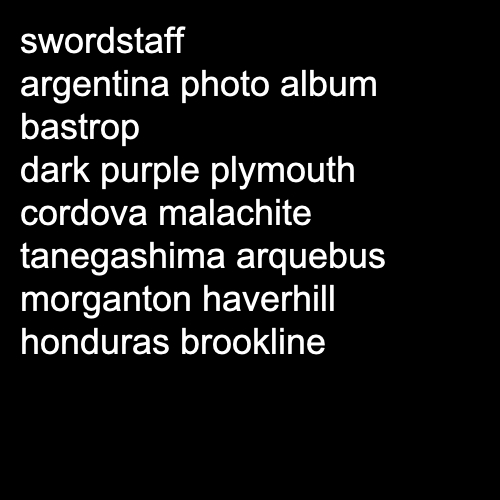 swordstaff
argentina photo album
bastrop
dark purple plymouth
cordova malachite
tanegashima arquebus
morganton haverhill
honduras brookline